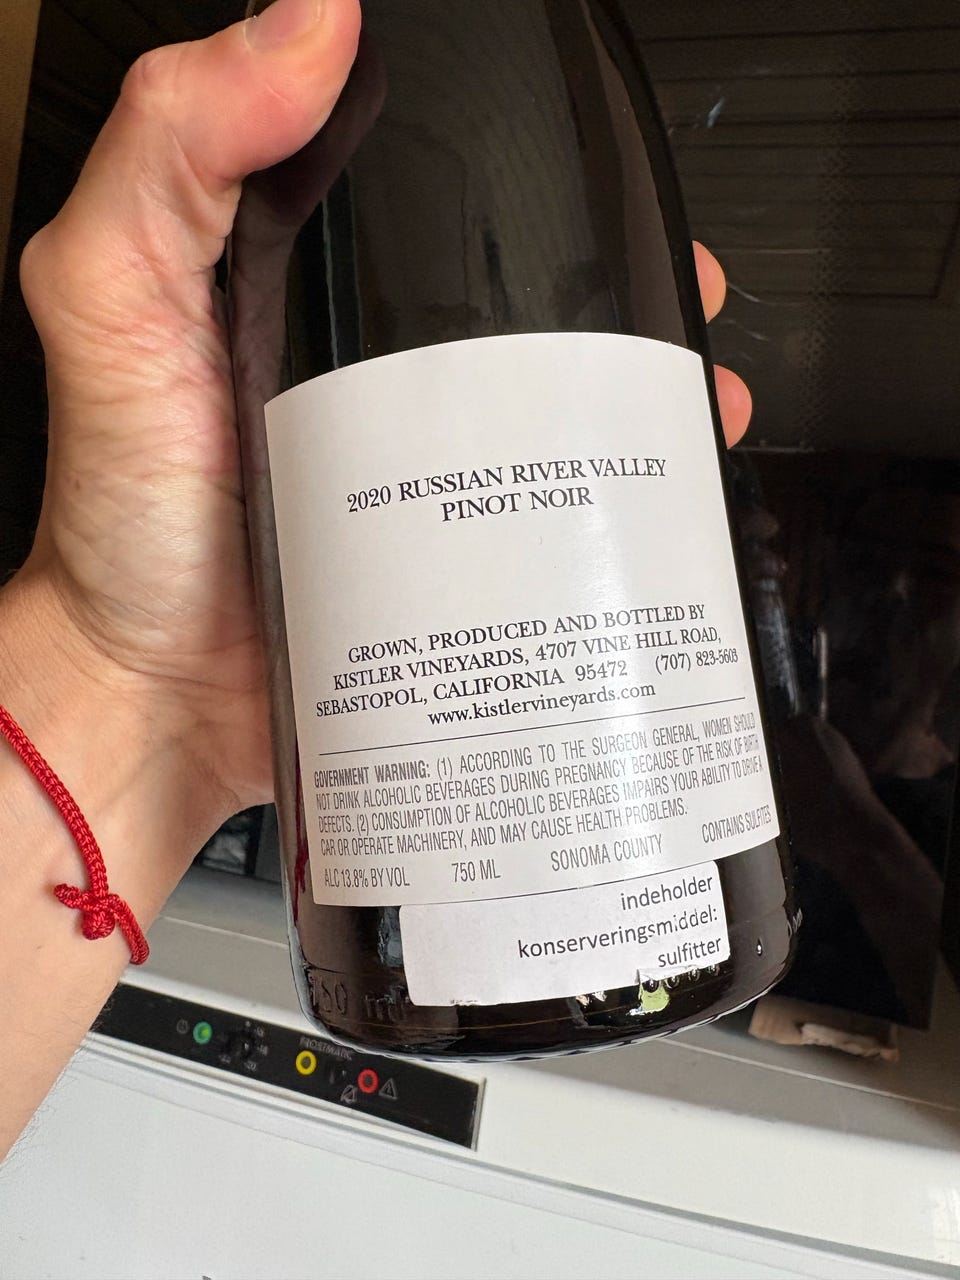 2020 RUSSIAN RIVER VALLEY
PINOT NOIR
GROWN, PRODUCED AND BOTTLED BY
KISTLER VINEYARDS, 4707 VINE HILL ROAD,
SEBASTOPOL, CALIFORNIA 95472 (707) 823-5603
www.kistlervineyards.com
GOVERNMENT WARNING: (1) ACCORDING TO THE SURGEON GENERAL, WOMEN SHOULD
NOT DRINK ALCOHOLIC BEVERAGES DURING PREGNANCY BECAUSE OF THE RISK OF BIRTH
DEFECTS. (2) CONSUMPTION OF ALCOHOLIC BEVERAGES IMPAIRS YOUR ABILITY TO DRIVE A
CAR OR OPERATE MACHINERY, AND MAY CAUSE HEALTH PROBLEMS.
ALC 13.8% BY VOL 750 ML SONOMA COUNTY CONTAINS SULFITES
indeholder
konserveringsmiddel:
sulfitter
750 ml
FROSTMATIC